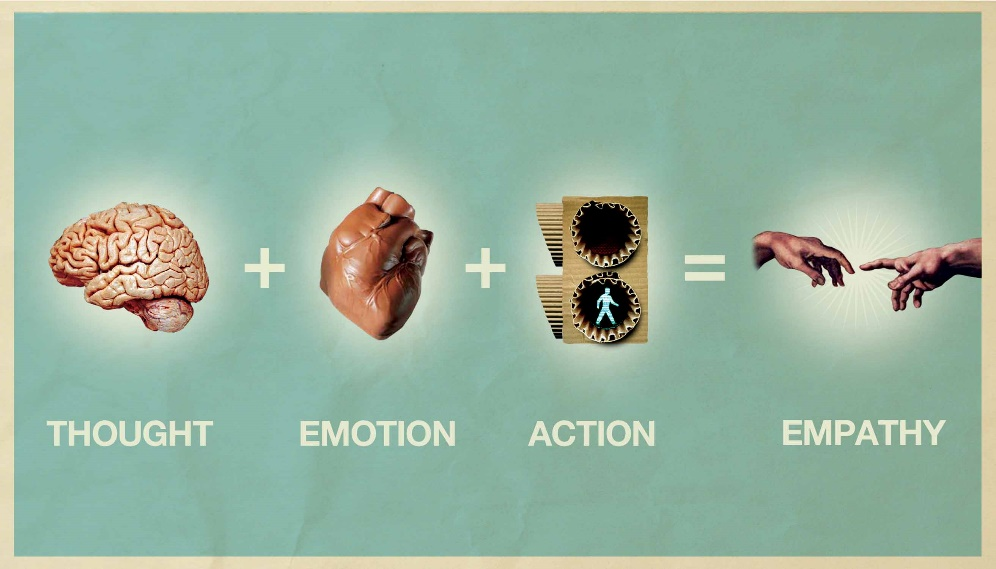 + + =
THOUGHT EMOTION ACTION EMPATHY